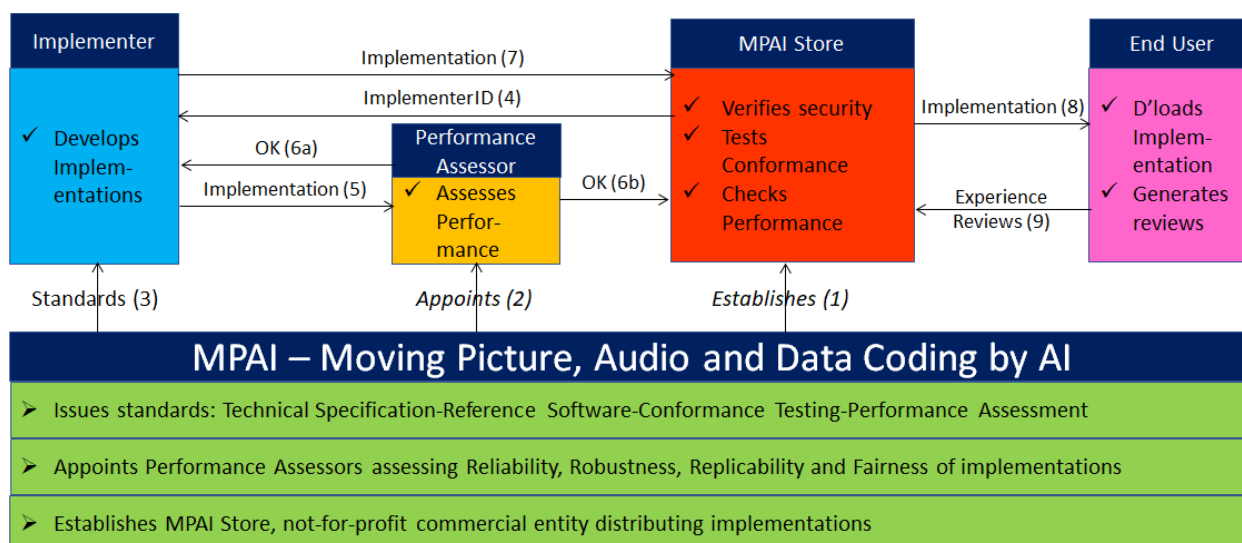 Implementer
MPAI Store
End User
Implementation (7)
ImplementerID (4)
✓ Develops
Implem-
entations
OK (6a)
Implementation (5)
Performance
Assessor
✓ Assesses
Perfor-
mance
OK (6b)
✓ Verifies security
✓ Tests
Conformance
✓ Checks
Performance
Implementation (8)
Experience
Reviews (9)
✓ D’loads
Implem-
entation
✓ Generates
reviews
Standards (3)
Appoints (2)
Establishes (1)
MPAI – Moving Picture, Audio and Data Coding by AI
➢ Issues standards: Technical Specification-Reference Software-Conformance Testing-Performance Assessment
➢ Appoints Performance Assessors assessing Reliability, Robustness, Replicability and Fairness of implementations
➢ Establishes MPAI Store, not-for-profit commercial entity distributing implementations